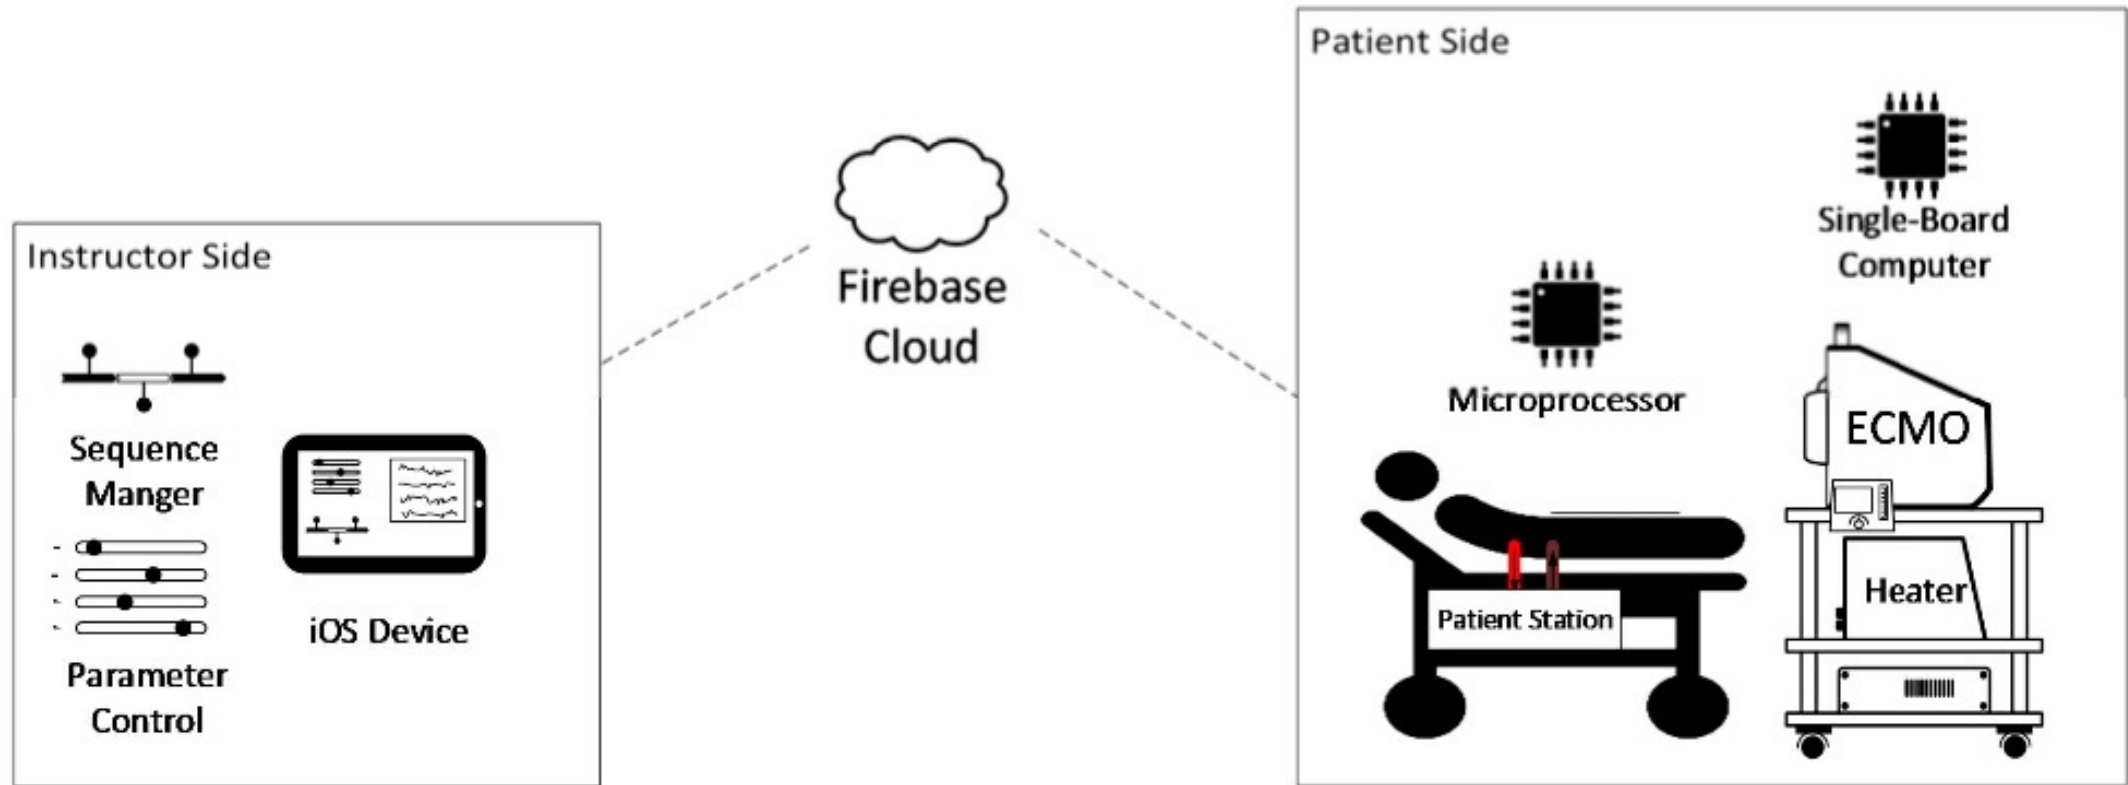 Instructor Side
Sequence
Manger
Parameter
Control
iOS Device
Firebase
Cloud
Patient Side
Microprocessor
Single-Board
Computer
ECMO
Heater
Patient Station